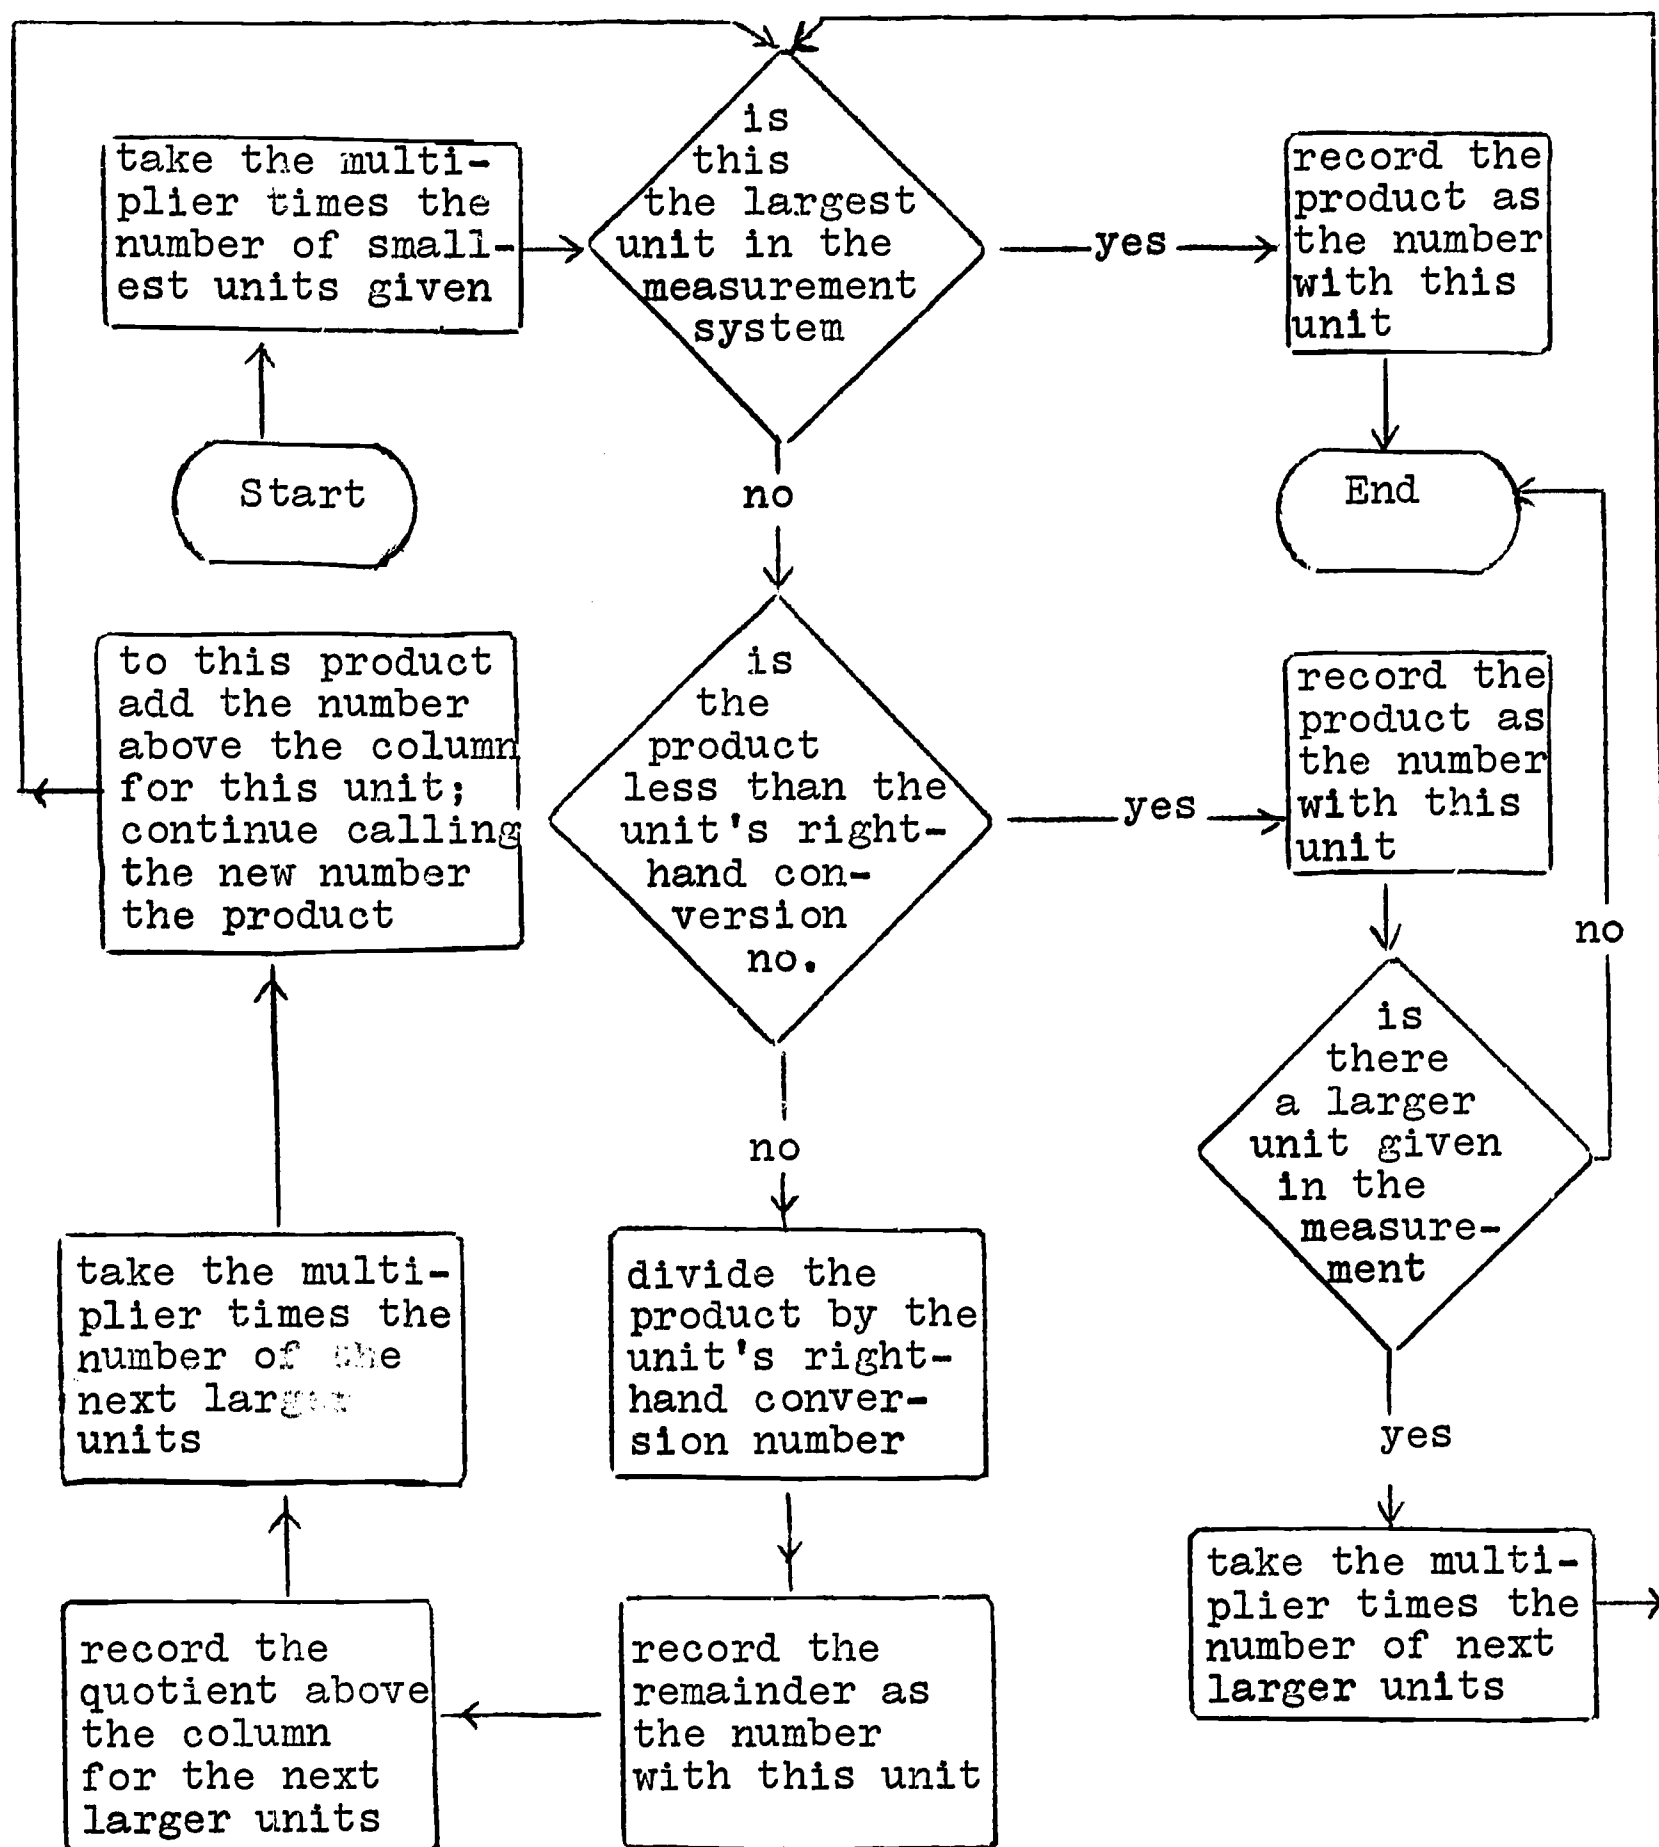 take the multi-
plier times the
number of small-
est units given
Start
is
this
the largest
unit in the
measurement
system
yes
record the
product as
the number
with this
unit
End
no
is
the
product
less than the
unit's right-
hand con-
version
no.
yes
record the
product as
the number
with this
unit
is
there
a larger
unit given
in the
measure-
ment
no
yes
take the multi-
plier times the
number of next
larger units
no
divide the
product by the
unit's right-
hand conver-
sion number
record the
remainder as
the number
with this unit
record the
quotient above
the column
for the next
larger units
take the multi-
plier times the
number of the
next larger
units
to this product
add the number
above the column
for this unit;
continue calling
the new number
the product